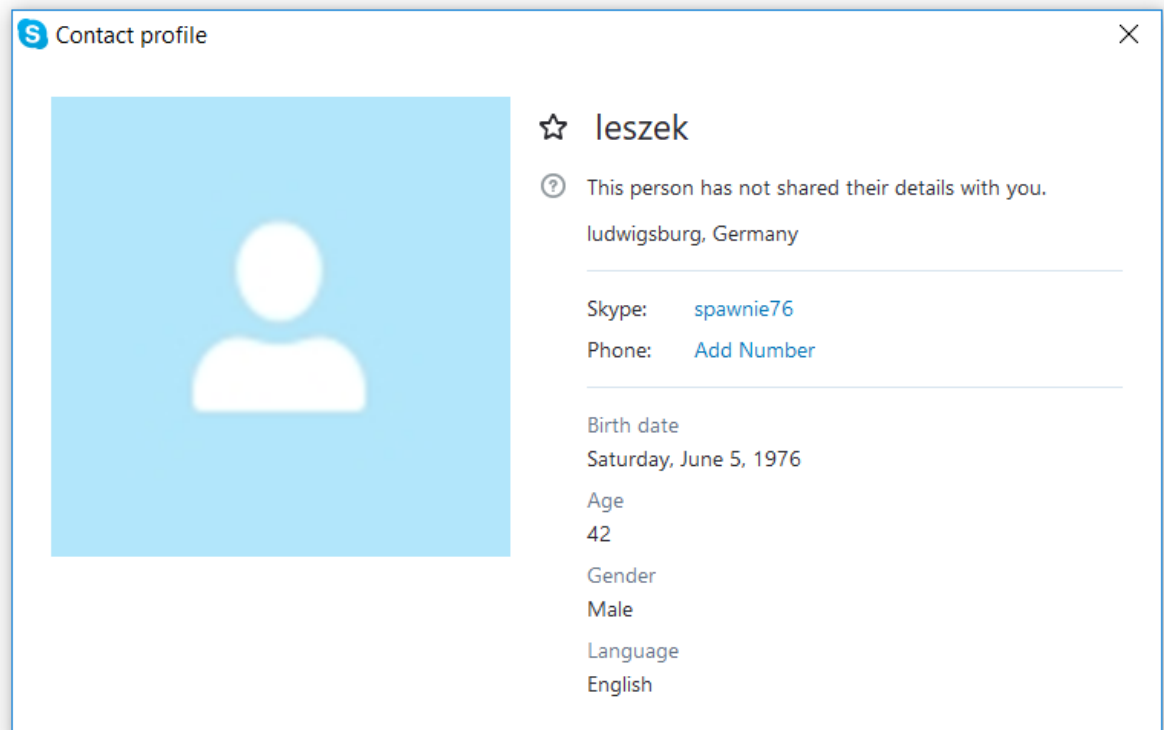 Contact profile
leszek
This person has not shared their details with you.
ludwigsburg, Germany
Skype: spawnie76
Phone: Add Number
Birth date
Saturday, June 5, 1976
Age
42
Gender
Male
Language
English